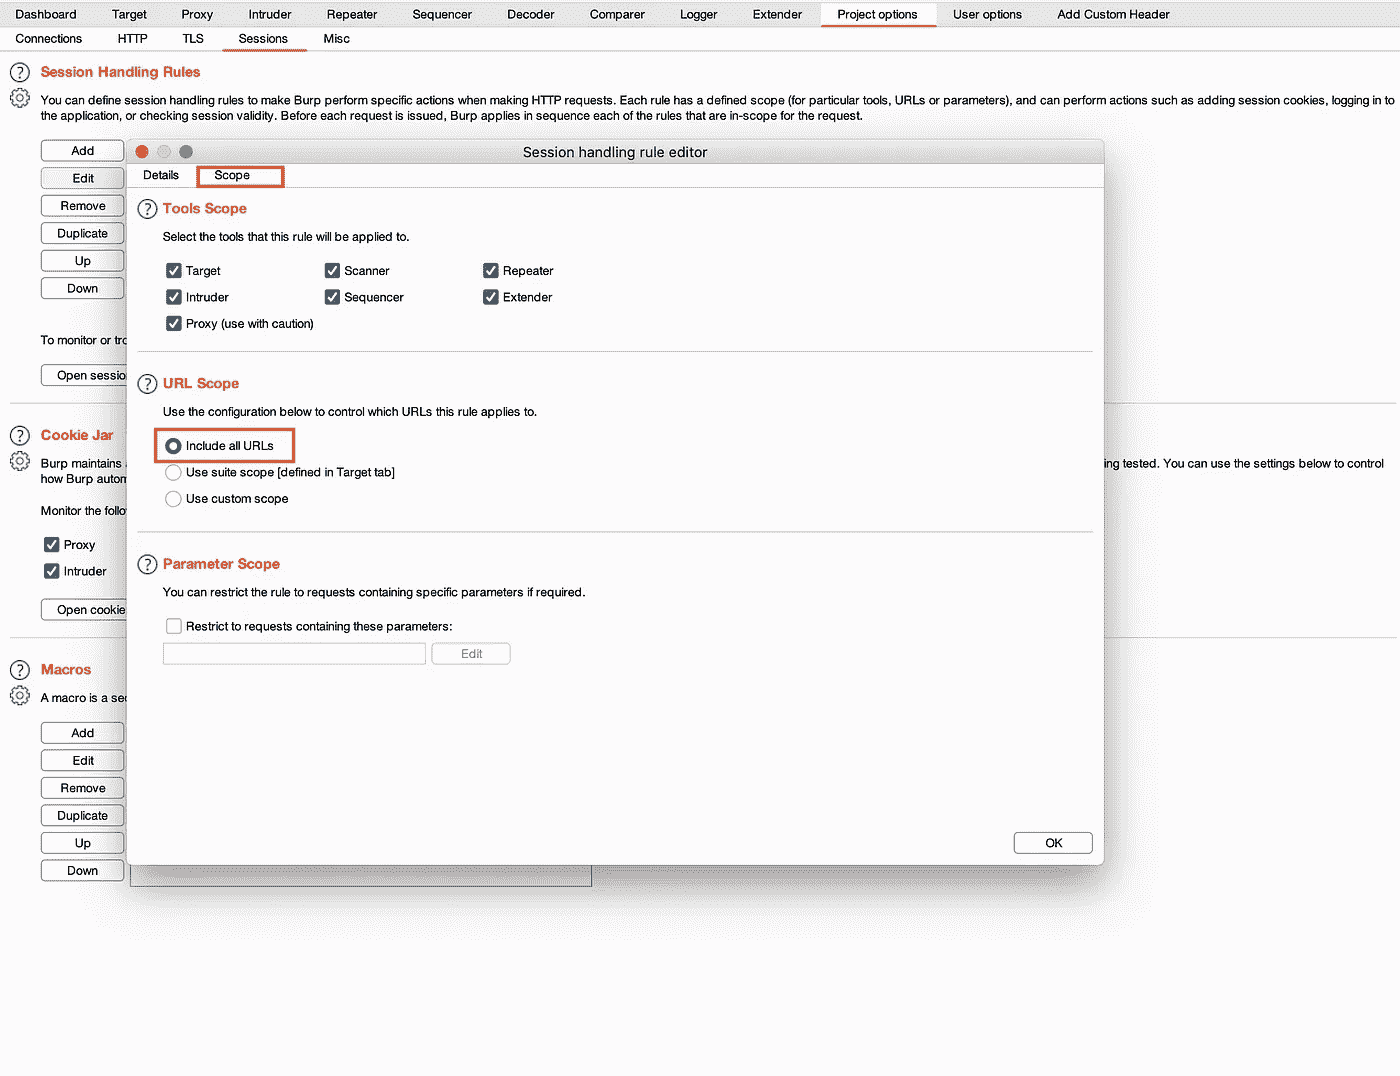 Dashboard Target Proxy Intruder Repeater Sequencer Decoder Comparer Logger Extender Project options User options Add Custom Header
Connections HTTP TLS Sessions Misc
Session Handling Rules
You can define session handling rules to make Burp perform specific actions when making HTTP requests. Each rule has a defined scope (for particular tools, URLs or parameters), and can perform actions such as adding session cookies, logging in to
the application, or checking session validity. Before each request is issued, Burp applies in sequence each of the rules that are in-scope for the request.
Add
Edit
Remove
Duplicate
Up
Down
To monitor or tro
Open sessio
Cookie Jar
Burp maintains a
ing tested. You can use the settings below to control
how Burp autom
Monitor the follo
Proxy
Intruder
Open cookie
Macros
A macro is a sec
Add
Edit
Remove
Duplicate
Up
Down
Session handling rule editor
Details Scope
Tools Scope
Select the tools that this rule will be applied to.
Target Scanner Repeater
Intruder Sequencer Extender
Proxy (use with caution)
URL Scope
Use the configuration below to control which URLs this rule applies to.
Include all URLs
Use suite scope [defined in Target tab]
Use custom scope
Parameter Scope
You can restrict the rule to requests containing specific parameters if required.
Restrict to requests containing these parameters:
Edit
OK